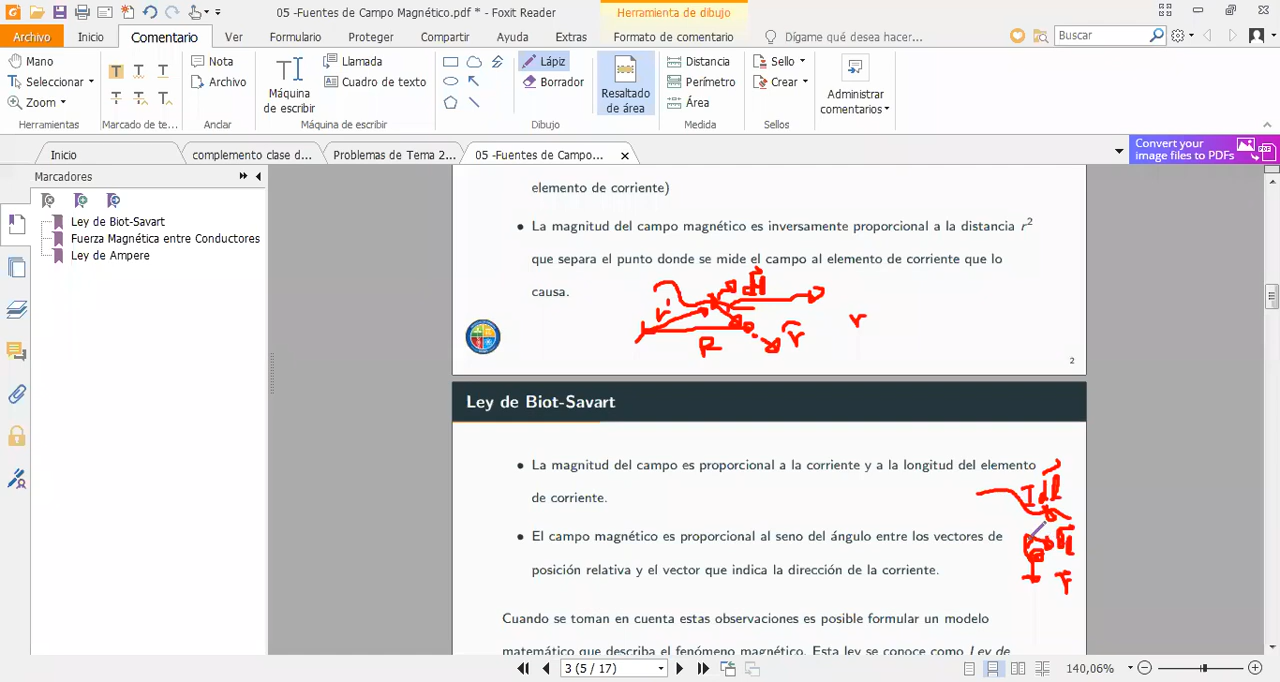 05 -Fuentes de Campo Magnético.pdf * - Foxit Reader
Herramienta de dibujo
Archivo
Inicio
Comentario
Ver
Formulario
Proteger
Compartir
Ayuda
Extras
Formato de comentario
Dígame qué desea hacer...
Buscar
Mano
Seleccionar
Zoom
Herramientas
Marcado de te...
Nota
Archivo
Anclar
Máquina
de escribir
Llamada
Cuadro de texto
Máquina de escribir
Dibujo
Lápiz
Borrador
Resaltado
de área
Distancia
Perímetro
Área
Medida
Sello
Crear
Sellos
Administrar
comentarios
Inicio
complemento clase d...
Problemas de Tema 2...
05 -Fuentes de Campo...
Convert your
image files to PDFs
Marcadores
Ley de Biot-Savart
Fuerza Magnética entre Conductores
Ley de Ampere
elemento de corriente)
• La magnitud del campo magnético es inversamente proporcional a la distancia r²
que separa el punto donde se mide el campo al elemento de corriente que lo
causa.
dl
r'
r
r
R
2
Ley de Biot-Savart
• La magnitud del campo es proporcional a la corriente y a la longitud del elemento
de corriente.
I dl
• El campo magnético es proporcional al seno del ángulo entre los vectores de
posición relativa y el vector que indica la dirección de la corriente.
r
Cuando se toman en cuenta estas observaciones es posible formular un modelo
matemático que describa el fenómeno magnético. Esta ley se conoce como Ley de
3 (5 / 17)
140,06%